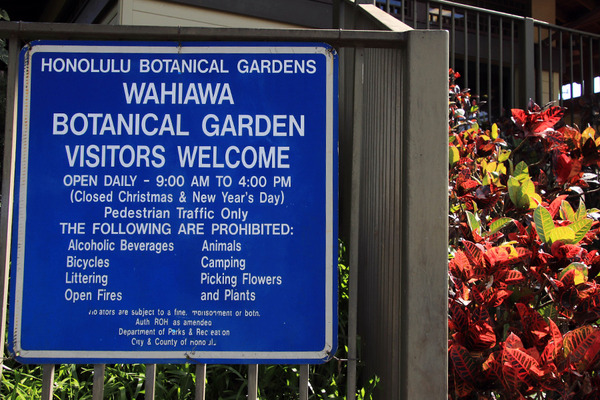 HONOLULU BOTANICAL GARDENS
WAHIAWA
BOTANICAL GARDEN
VISITORS WELCOME
OPEN DAILY - 9:00 AM TO 4:00 PM
(Closed Christmas & New Year's Day)
Pedestrian Traffic Only
THE FOLLOWING ARE PROHIBITED:
Alcoholic Beverages
Bicycles
Littering
Open Fires
Animals
Camping
Picking Flowers
and Plants
are subject to a fine,
Auth ROH as amended
Department of Parks & Recreation
City & County of